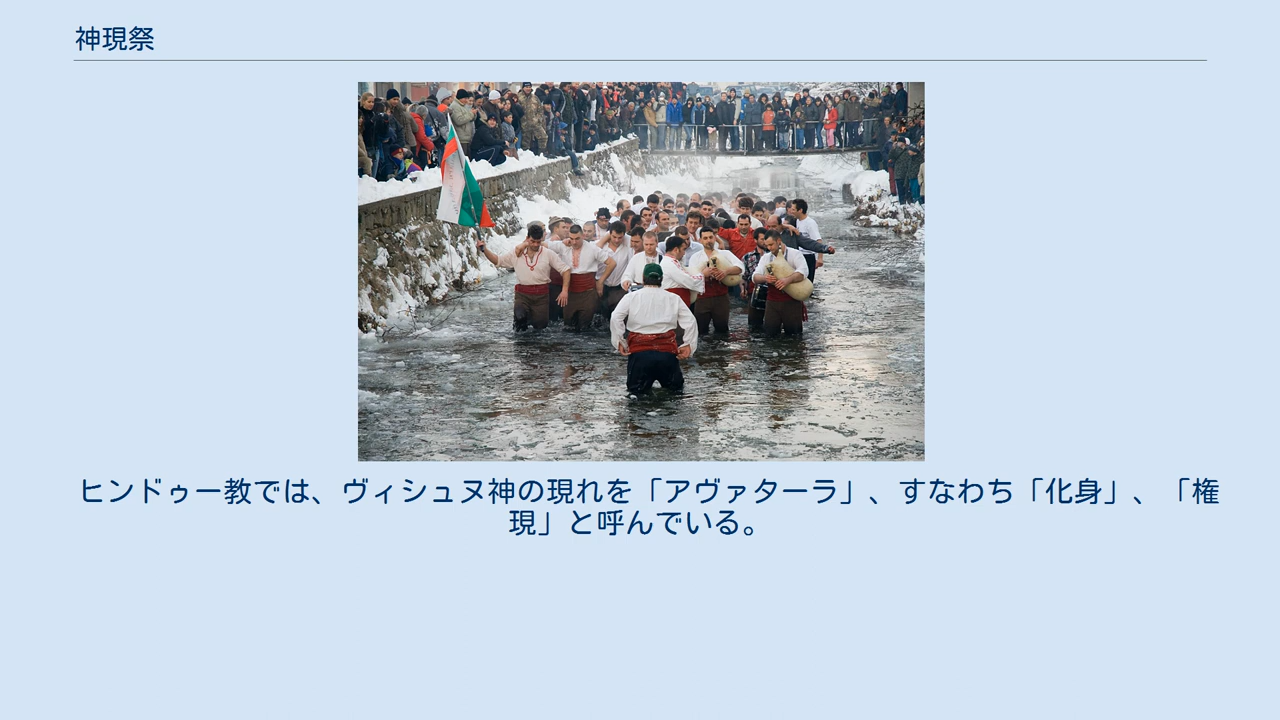 神現祭
ヒンドゥー教では、ヴィシュヌ神の現れを「アヴァターラ」、すなわち「化身」、「権
現」と呼んでいる。